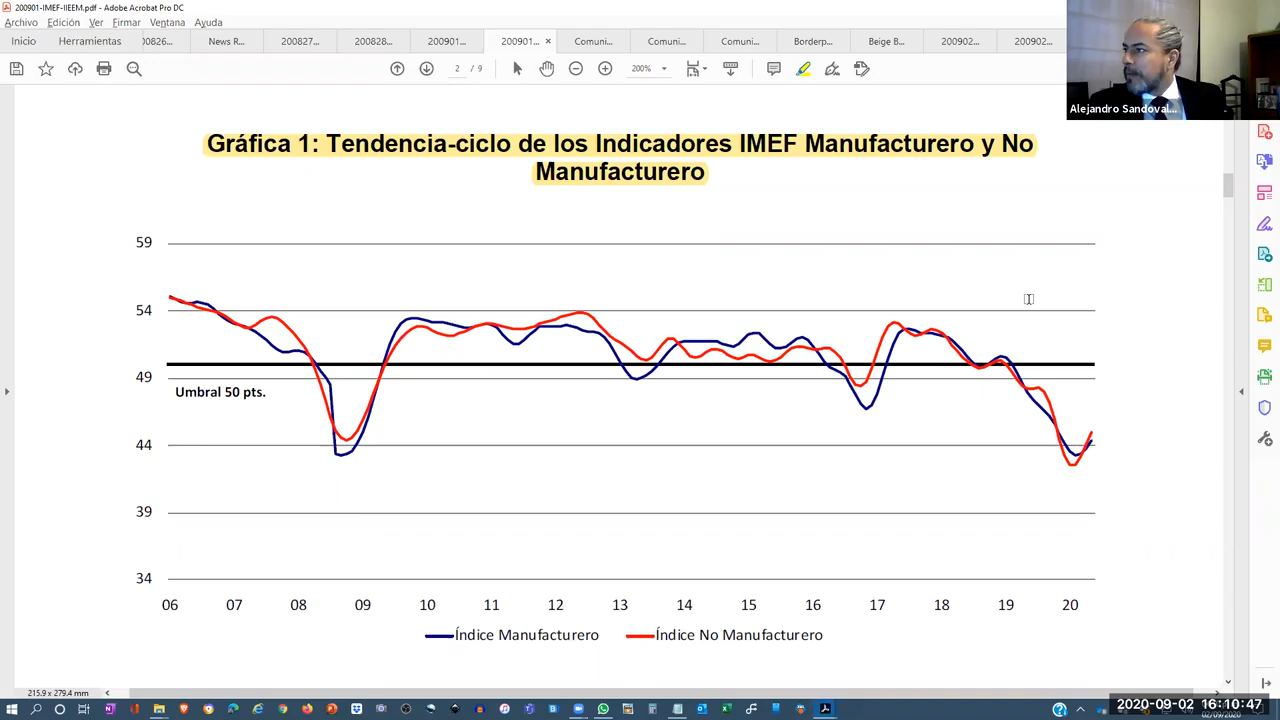 200901-IMEF-IIEEM.pdf - Adobe Acrobat Pro DC
Archivo Edición Ver Firmar Ventana Ayuda
Inicio Herramientas 00826... News R... 200827... 200828... 200901... 200901... × Comuni... Comuni... Comuni... Borderp... Beige B... 200902... 200902...
2 / 9 200%
Alejandro Sandoval...
Gráfica 1: Tendencia-ciclo de los Indicadores IMEF Manufacturero y No
Manufacturero
59
54
49
Umbral 50 pts.
44
39
34
06 07 08 09 10 11 12 13 14 15 16 17 18 19 20
Índice Manufacturero Índice No Manufacturero
215.9 x 279.4 mm
2020-09-02 16:10:47
02/09/2020